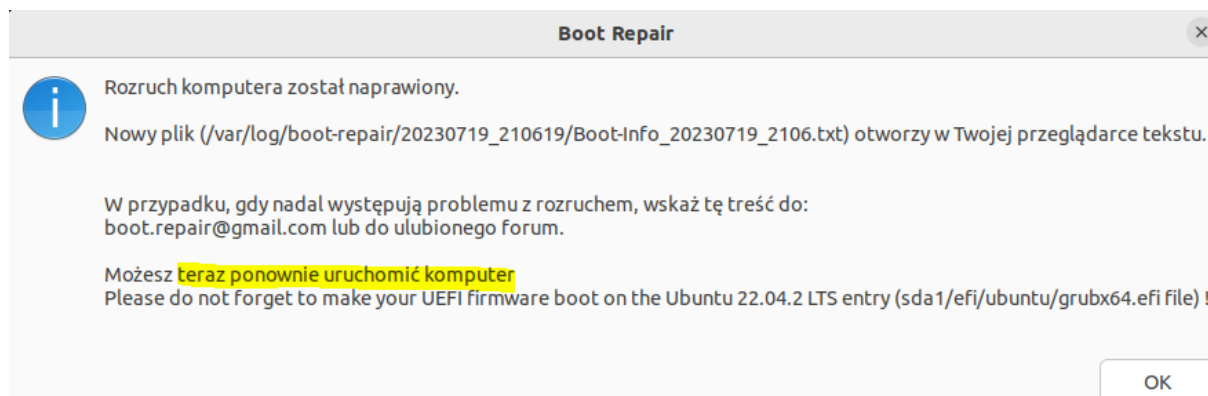 Boot Repair
Rozruch komputera został naprawiony.
Nowy plik (/var/log/boot-repair/20230719_210619/Boot-Info_20230719_2106.txt) otworzy w Twojej przeglądarce tekstu.
W przypadku, gdy nadal występują problemu z rozruchem, wskaż tę treść do:
boot.repair@gmail.com lub do ulubionego forum.
Możesz teraz ponownie uruchomić komputer
Please do not forget to make your UEFI firmware boot on the Ubuntu 22.04.2 LTS entry (sda1/efi/ubuntu/grubx64.efi file) !
OK